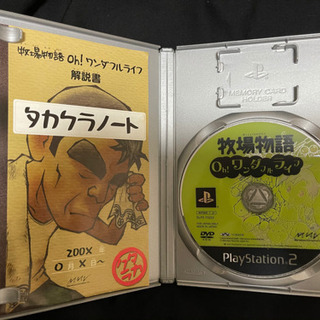 牧場物語 Oh! ワンダフルライフ
解説書
タカクラノート
200X
MEMORY CARD
HOLDER
牧場物語
Oh! ワンダフルライフ
DVD
PlayStation 2